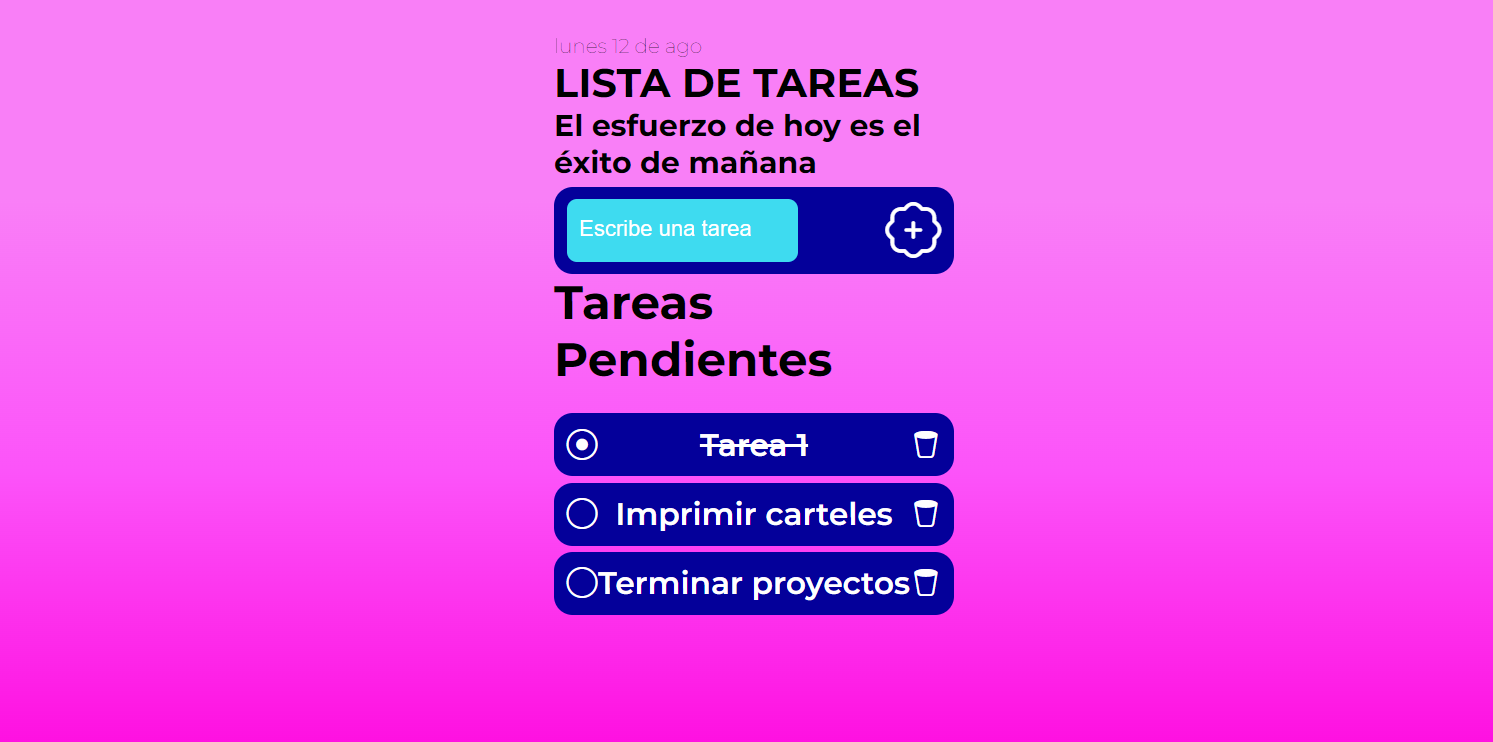 lunes 12 de ago
LISTA DE TAREAS
El esfuerzo de hoy es el
éxito de mañana
Escribe una tarea
Tareas
Pendientes
Tarea 1
Imprimir carteles
Terminar proyectos